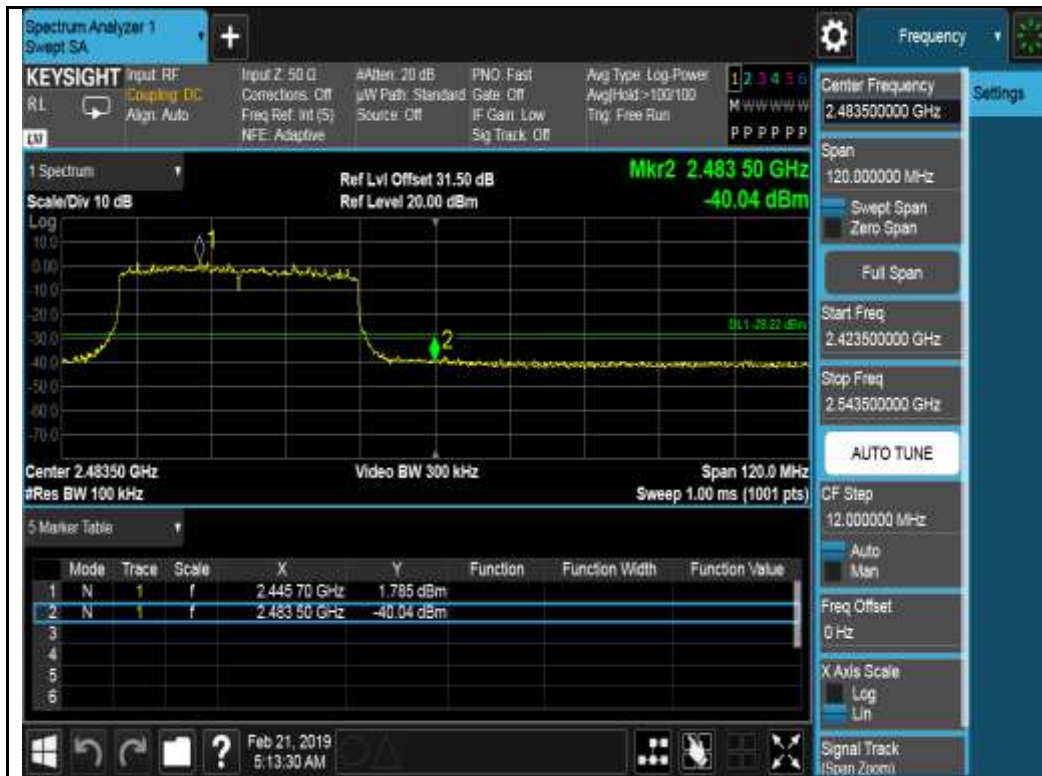 Spectrum Analyzer 1
Swept SA
Frequency
KEYSIGHT
RL
Input: RF
Coupling: DC
Align: Auto
Input Z: 50 Ω
Corrections: Off
Freq Ref: Int (S)
NFE: Adaptive
#Atten: 20 dB
µW Path: Standard
Source: Off
PNO: Fast
Gate: Off
IF Gain: Low
Sig Track: Off
Avg Type: Log-Power
Avg|Hold:>100/100
Trig: Free Run
1 2 3 4 5 6
M W W W W W
P P P P P P
1 Spectrum
Scale/Div 10 dB
Ref Lvl Offset 31.50 dB
Ref Level 20.00 dBm
Mkr2 2.483 50 GHz
-40.04 dBm
Log
10.0
0.00
-10.0
-20.0
-30.0
-40.0
-50.0
-60.0
-70.0
1
2
DL1 -28.22 dBm
Center 2.48350 GHz
#Res BW 100 kHz
Video BW 300 kHz
Span 120.0 MHz
Sweep 1.00 ms (1001 pts)
5 Marker Table
Mode Trace Scale X Y Function Function Width Function Value
1 N 1 f 2.445 70 GHz 1.785 dBm
2 N 1 f 2.483 50 GHz -40.04 dBm
3
4
5
6
Feb 21, 2019
5:13:30 AM
Center Frequency
2.483500000 GHz
Settings
Span
120.000000 MHz
Swept Span
Zero Span
Full Span
Start Freq
2.423500000 GHz
Stop Freq
2.543500000 GHz
AUTO TUNE
CF Step
12.000000 MHz
Auto
Man
Freq Offset
0 Hz
X Axis Scale
Log
Lin
Signal Track
(Span Zoom)